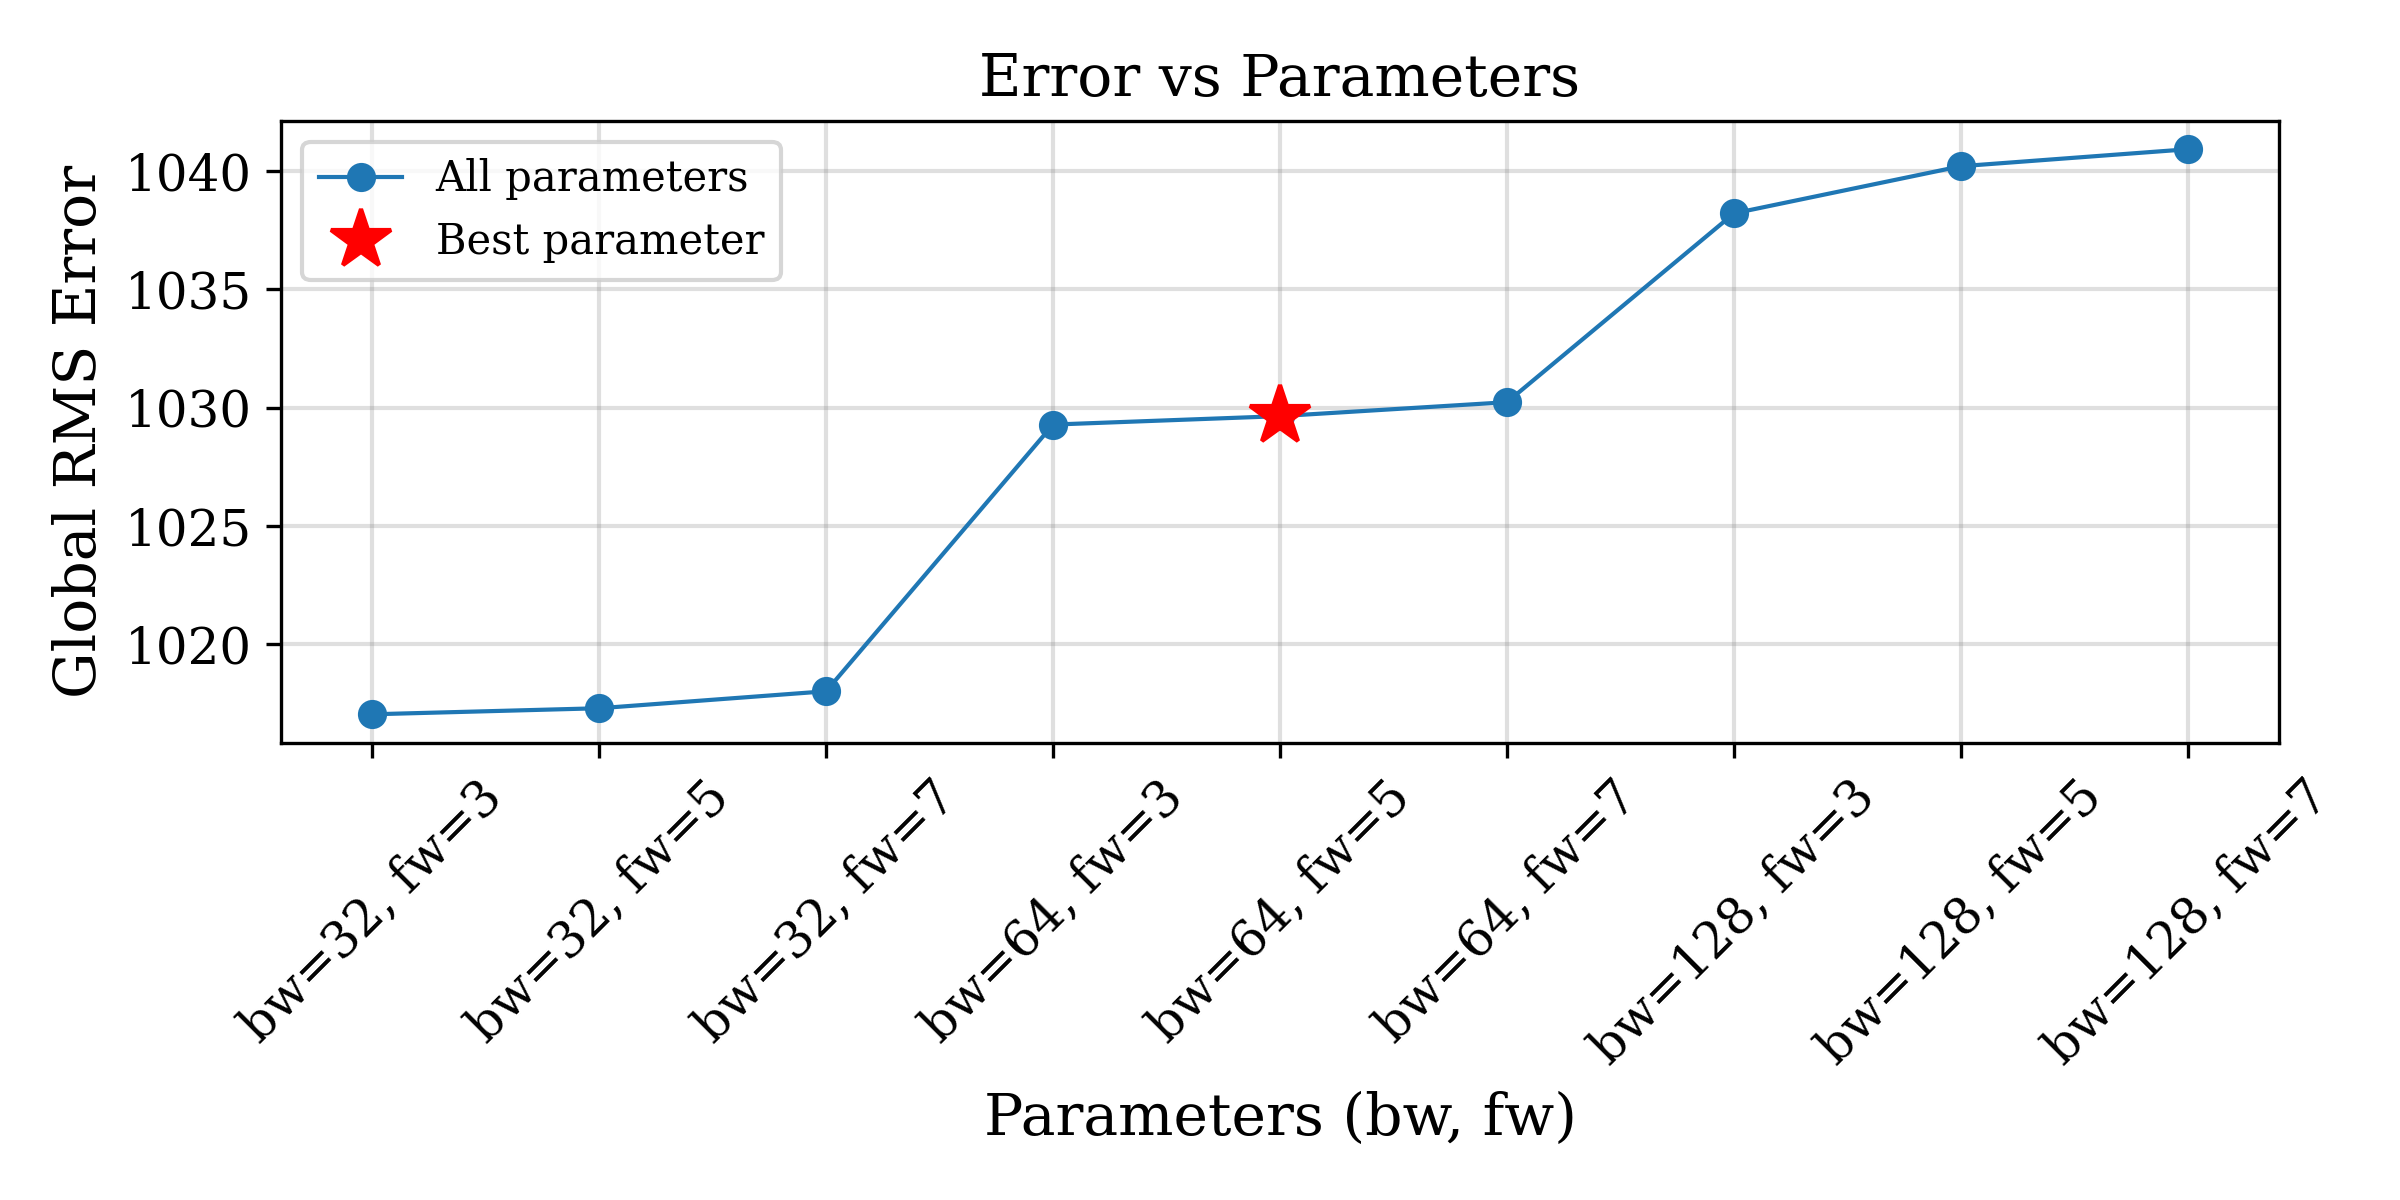 Error vs Parameters
All parameters
Best parameter
Global RMS Error
1040
1035
1030
1025
1020
bw=32, fw=3
bw=32, fw=5
bw=32, fw=7
bw=64, fw=3
bw=64, fw=5
bw=64, fw=7
bw=128, fw=3
bw=128, fw=5
bw=128, fw=7
Parameters (bw, fw)